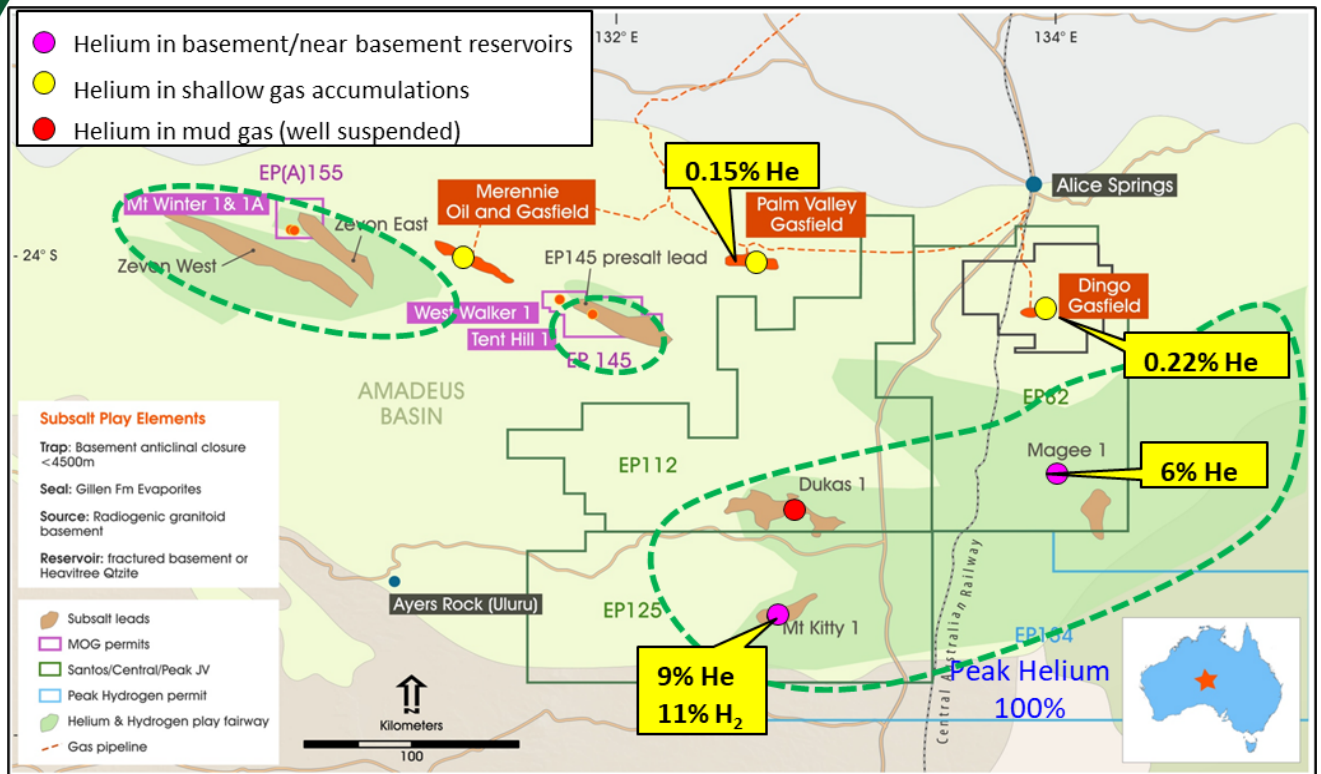 Helium in basement/near basement reservoirs
Helium in shallow gas accumulations
Helium in mud gas (well suspended)
132° E
134° E
- 24° S
EP(A)155
Mt Winter 1& 1A
Zevon East
Zevon West
Merennie
Oil and Gasfield
0.15% He
Palm Valley
Gasfield
Alice Springs
EP145 presalt lead
West Walker 1
Tent Hill 1
EP 145
Dingo
Gasfield
0.22% He
AMADEUS
BASIN
EP82
EP112
Magee 1
6% He
Dukas 1
Subsalt Play Elements
Trap: Basement anticlinal closure
<4500m
Seal: Gillen Fm Evaporites
Source: Radiogenic granitoid
basement
Reservoir: fractured basement or
Heavitree Qtzite
Ayers Rock (Uluru)
EP125
Mt Kitty 1
9% He
11% H₂
Central Australian Railway
Peak Helium
100%
Subsalt leads
MOG permits
Santos/Central/Peak JV
Peak Hydrogen permit
Helium & Hydrogen play fairway
Gas pipeline
Kilometers
100